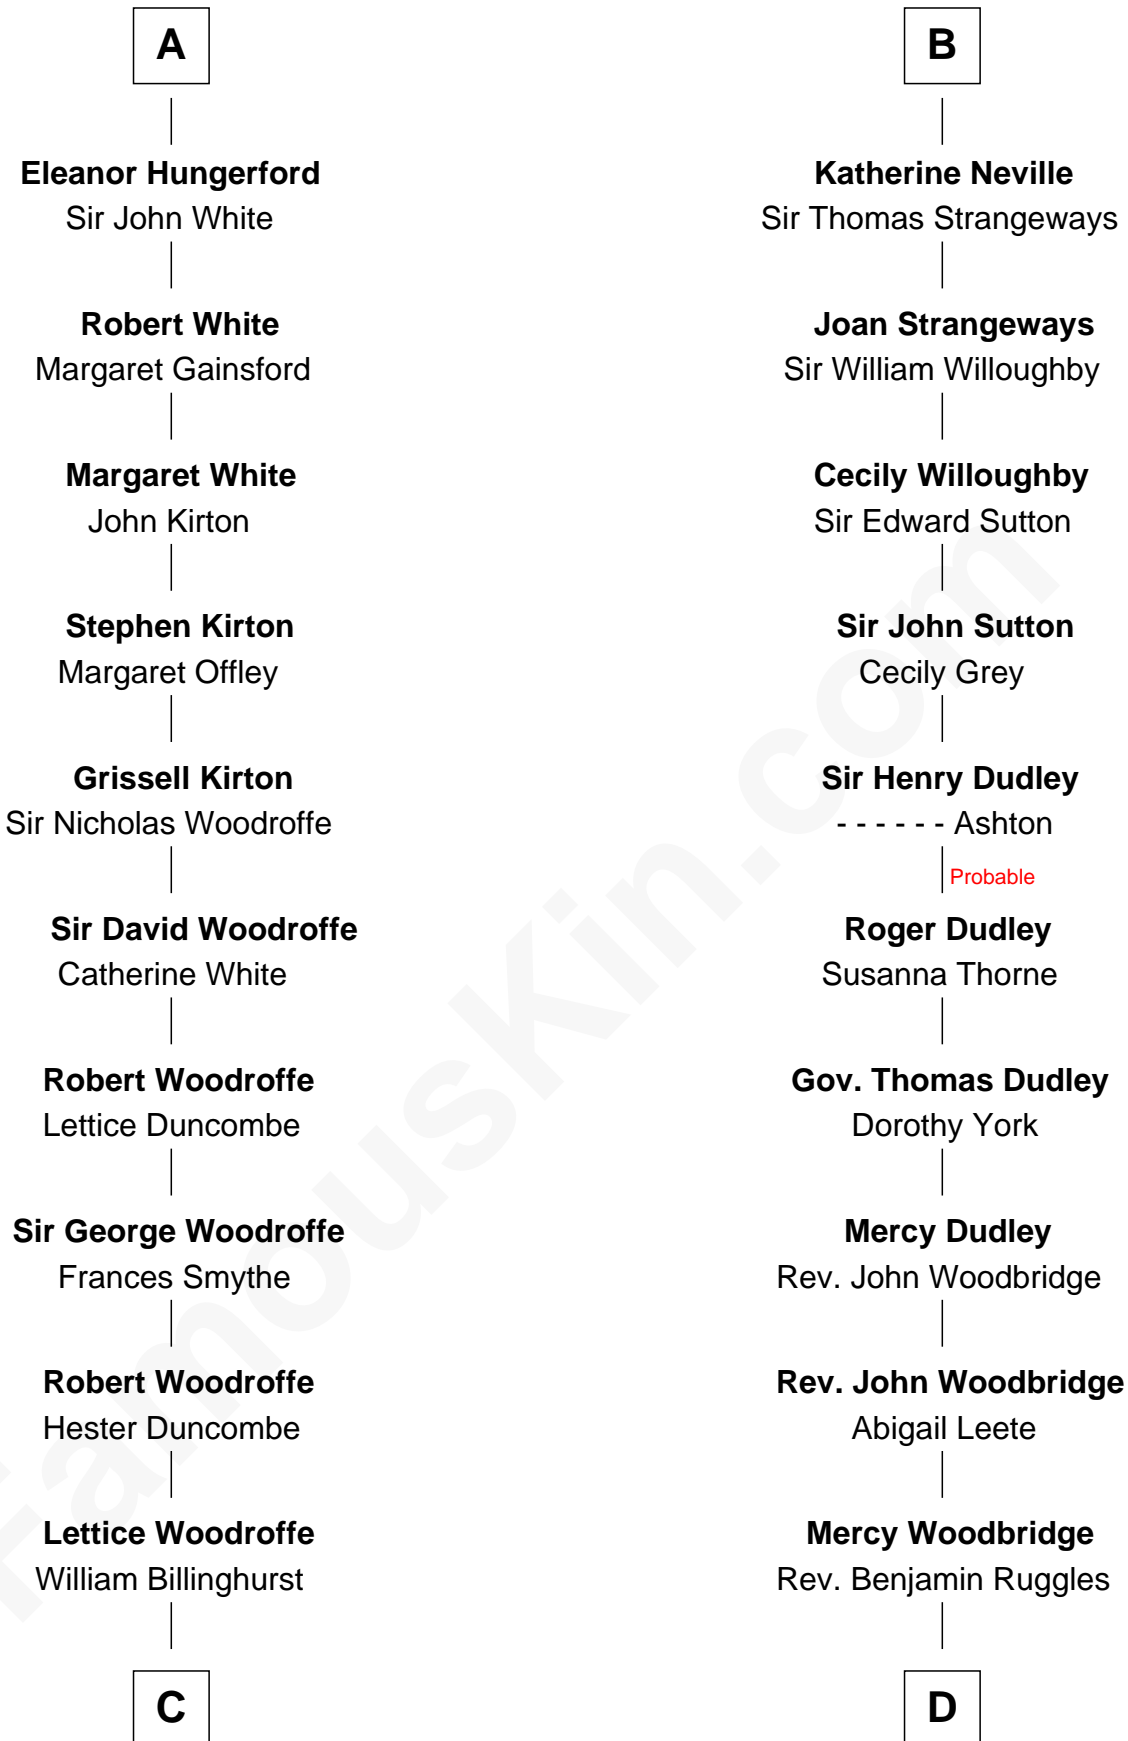 A
Eleanor Hungerford
Sir John White
Robert White
Margaret Gainsford
Margaret White
John Kirton
Stephen Kirton
Margaret Offley
Grissell Kirton
Sir Nicholas Woodroffe
Sir David Woodroffe
Catherine White
Robert Woodroffe
Lettice Duncombe
Sir George Woodroffe
Frances Smythe
Robert Woodroffe
Hester Duncombe
Lettice Woodroffe
William Billinghurst
C
B
Katherine Neville
Sir Thomas Strangeways
Joan Strangeways
Sir William Willoughby
Cecily Willoughby
Sir Edward Sutton
Sir John Sutton
Cecily Grey
Sir Henry Dudley
- - - - - - Ashton
Probable
Roger Dudley
Susanna Thorne
Gov. Thomas Dudley
Dorothy York
Mercy Dudley
Rev. John Woodbridge
Rev. John Woodbridge
Abigail Leete
Mercy Woodbridge
Rev. Benjamin Ruggles
D
FamousKin.com